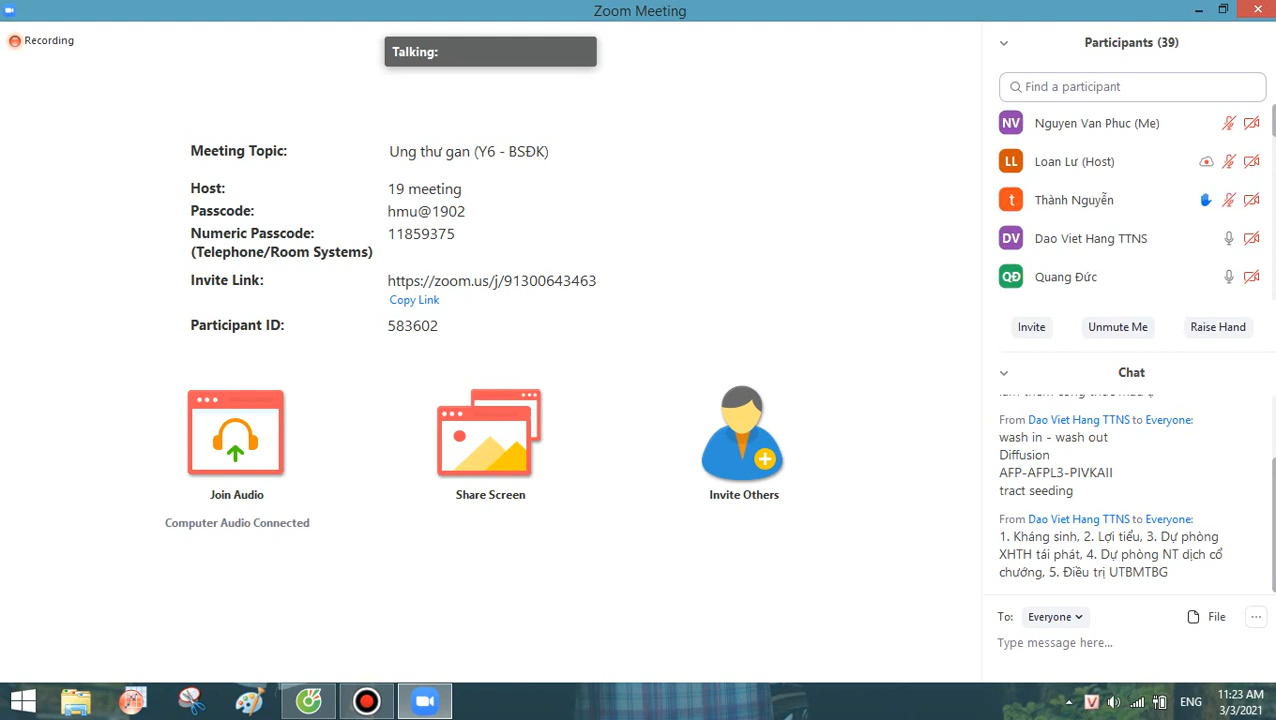 Zoom Meeting
Recording
Talking:
Meeting Topic: Ung thư gan (Y6 - BSĐK)
Host: 19 meeting
Passcode: hmu@1902
Numeric Passcode: 11859375
(Telephone/Room Systems)
Invite Link: https://zoom.us/j/91300643463
Copy Link
Participant ID: 583602
Join Audio
Share Screen
Invite Others
Computer Audio Connected
Participants (39)
Find a participant
NV Nguyen Van Phuc (Me)
LL Loan Lư (Host)
t Thành Nguyễn
DV Dao Viet Hang TTNS
QĐ Quang Đức
Invite Unmute Me Raise Hand
Chat
From Dao Viet Hang TTNS to Everyone:
wash in - wash out
Diffusion
AFP-AFPL3-PIVKAII
tract seeding
From Dao Viet Hang TTNS to Everyone:
1. Kháng sinh, 2. Lợi tiểu, 3. Dự phòng
XHTH tái phát, 4. Dự phòng NT dịch cổ
chướng, 5. Điều trị UTBMTBG
To: Everyone File
Type message here...
V ENG 11:23 AM
3/3/2021